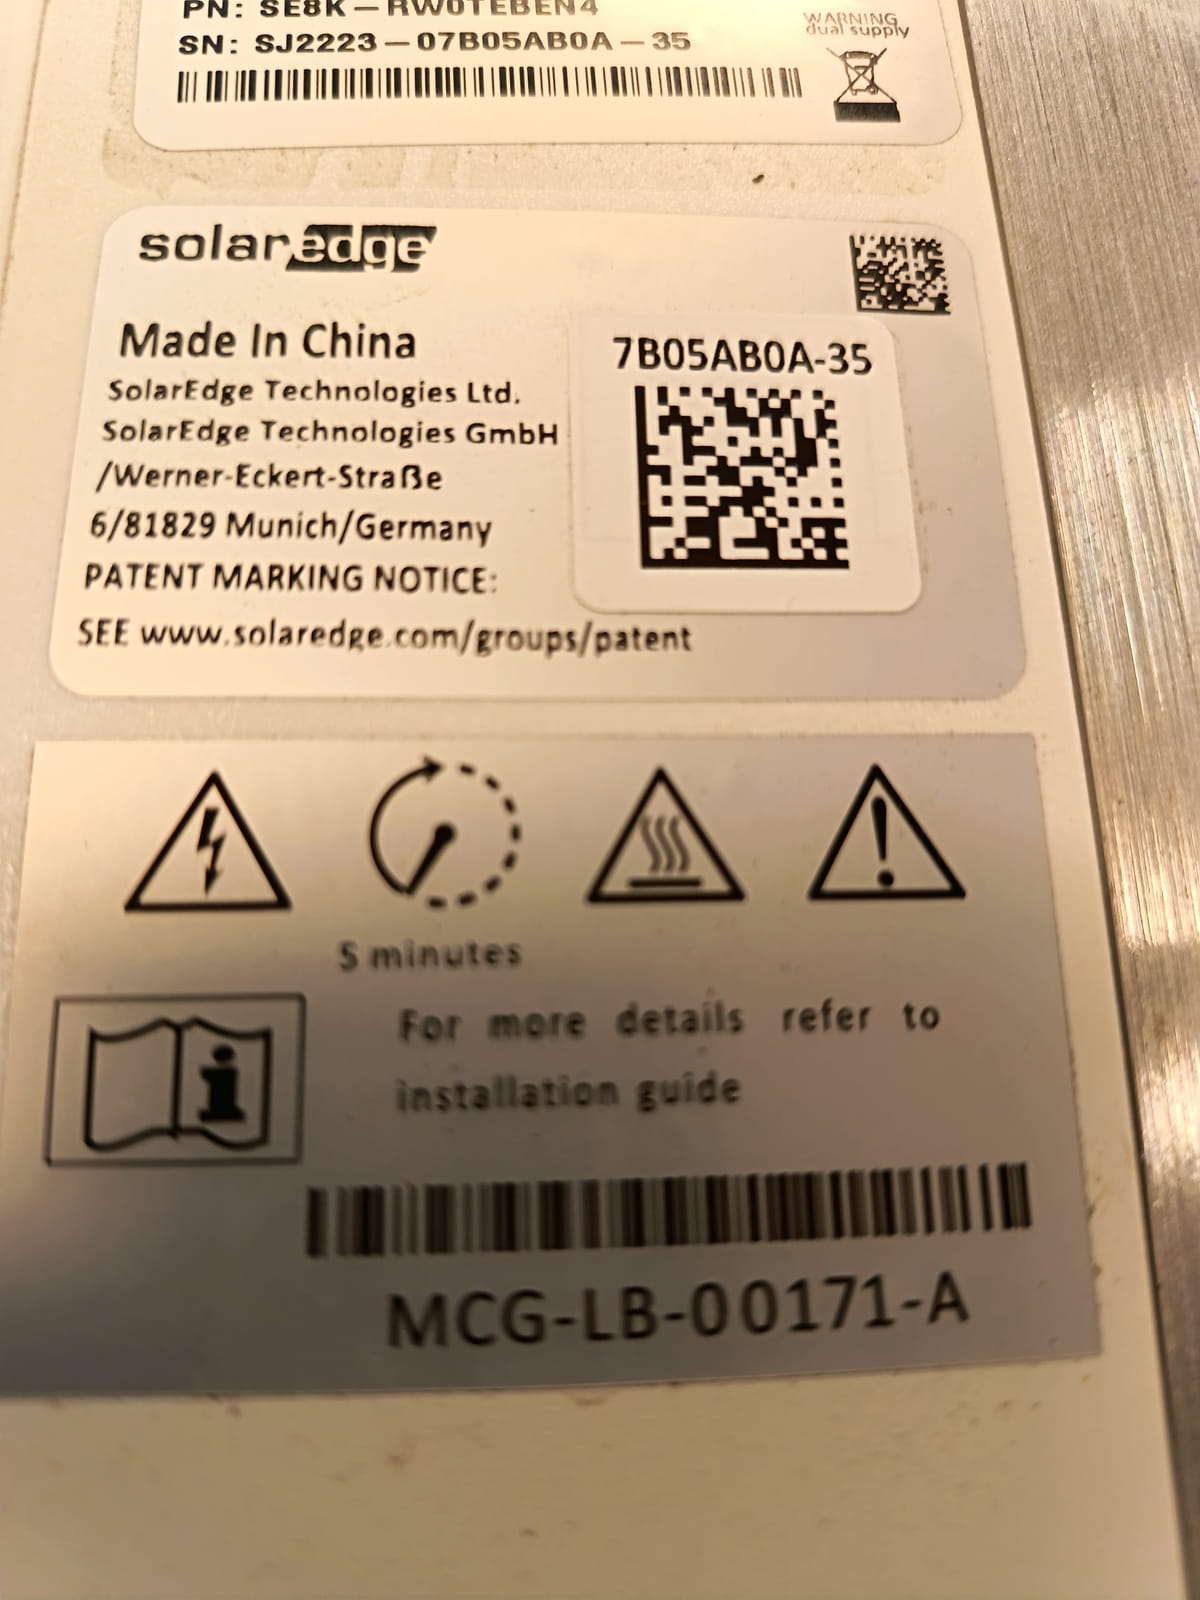 PN: SE8K-RW0TEBEN4
SN: SJ2223-07B05AB0A-35
WARNING
dual supply
solaredge
Made In China
7B05AB0A-35
SolarEdge Technologies Ltd.
SolarEdge Technologies GmbH
/Werner-Eckert-Straße
6/81829 Munich/Germany
PATENT MARKING NOTICE:
SEE www.solaredge.com/groups/patent
5 minutes
For more details refer to
installation guide
MCG-LB-00171-A